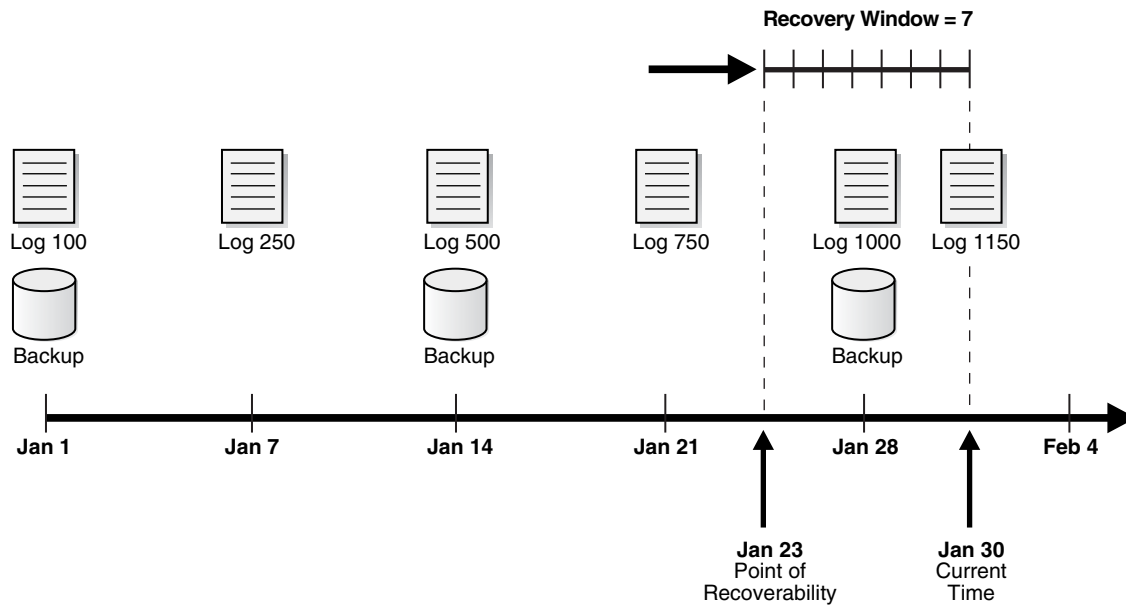 Recovery Window = 7
Log 100
Log 250
Log 500
Log 750
Log 1000
Log 1150
Backup
Backup
Backup
Jan 1
Jan 7
Jan 14
Jan 21
Jan 28
Feb 4
Jan 23
Point of
Recoverability
Jan 30
Current
Time